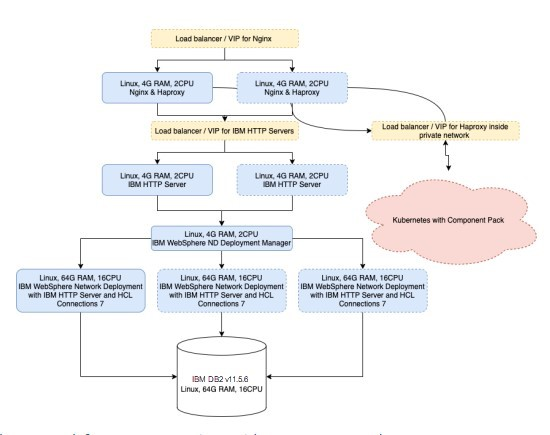 Load balancer / VIP for Nginx
Linux, 4G RAM, 2CPU
Nginx & Haproxy
Linux, 4G RAM, 2CPU
Nginx & Haproxy
Load balancer / VIP for IBM HTTP Servers
Load balancer / VIP for Haproxy inside
private network
Linux, 4G RAM, 2CPU
IBM HTTP Server
Linux, 4G RAM, 2CPU
IBM HTTP Server
Kubernetes with Component Pack
Linux, 4G RAM, 2CPU
IBM WebSphere ND Deployment Manager
Linux, 64G RAM, 16CPU
IBM WebSphere Network Deployment
with IBM HTTP Server and HCL
Connections 7
Linux, 64G RAM, 16CPU
IBM WebSphere Network Deployment
with IBM HTTP Server and HCL
Connections 7
Linux, 64G RAM, 16CPU
IBM WebSphere Network Deployment
with IBM HTTP Server and HCL
Connections 7
IBM DB2 v11.5.6
Linux, 64G RAM, 16CPU